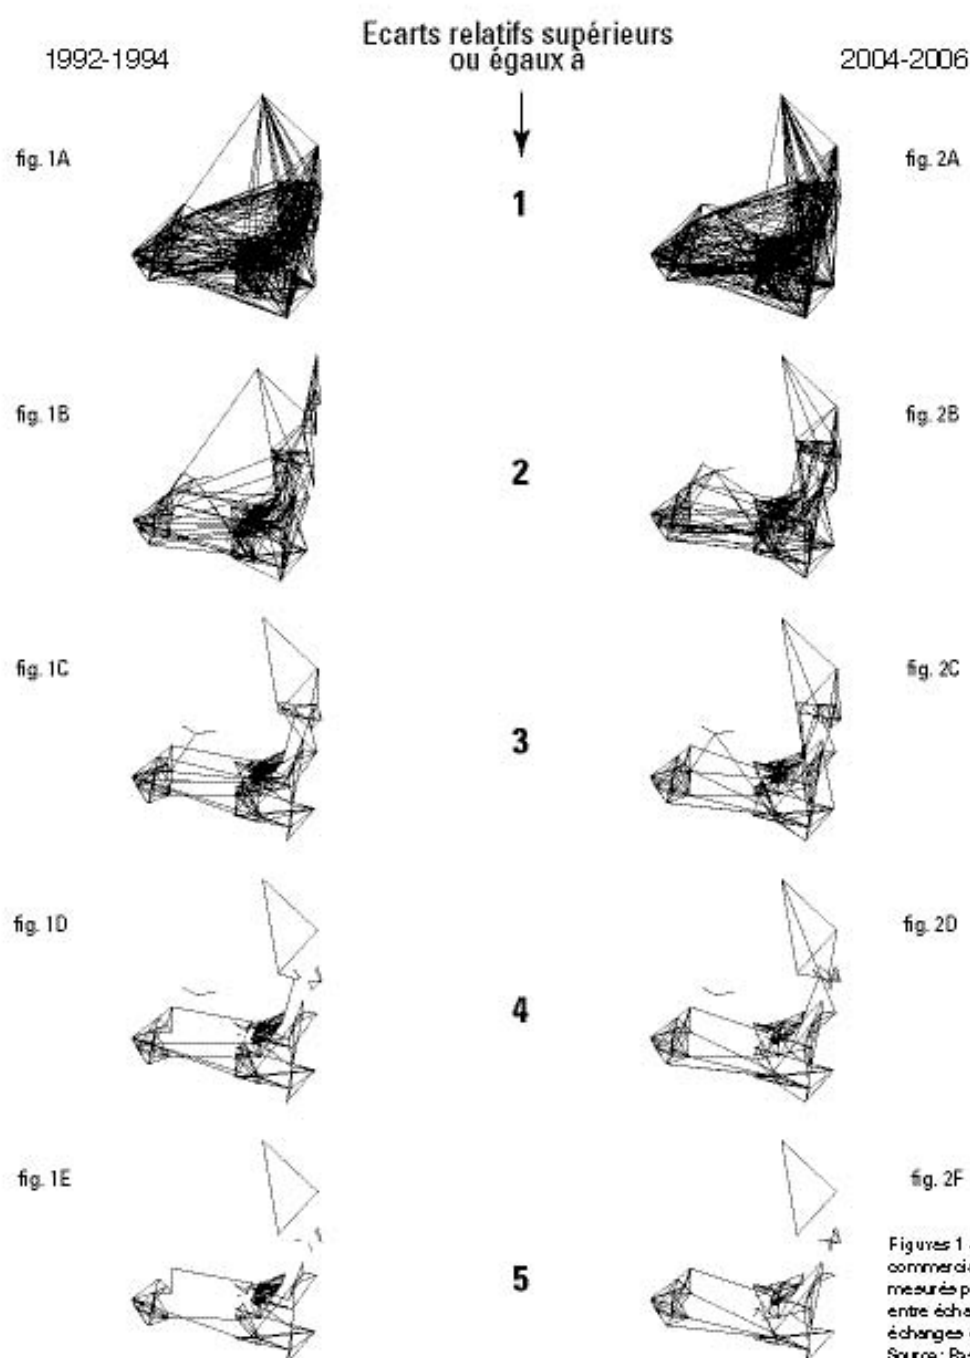 Ecarts relatifs supérieurs
ou égaux à
1992-1994
2004-2006
fig. 1A
1
fig. 2A
fig. 1B
2
fig. 2B
fig. 1C
3
fig. 2C
fig. 1D
4
fig. 2D
fig. 1E
5
fig. 2F
Figures 1
commercia
mesurés p
entre écha
échanges
Source :